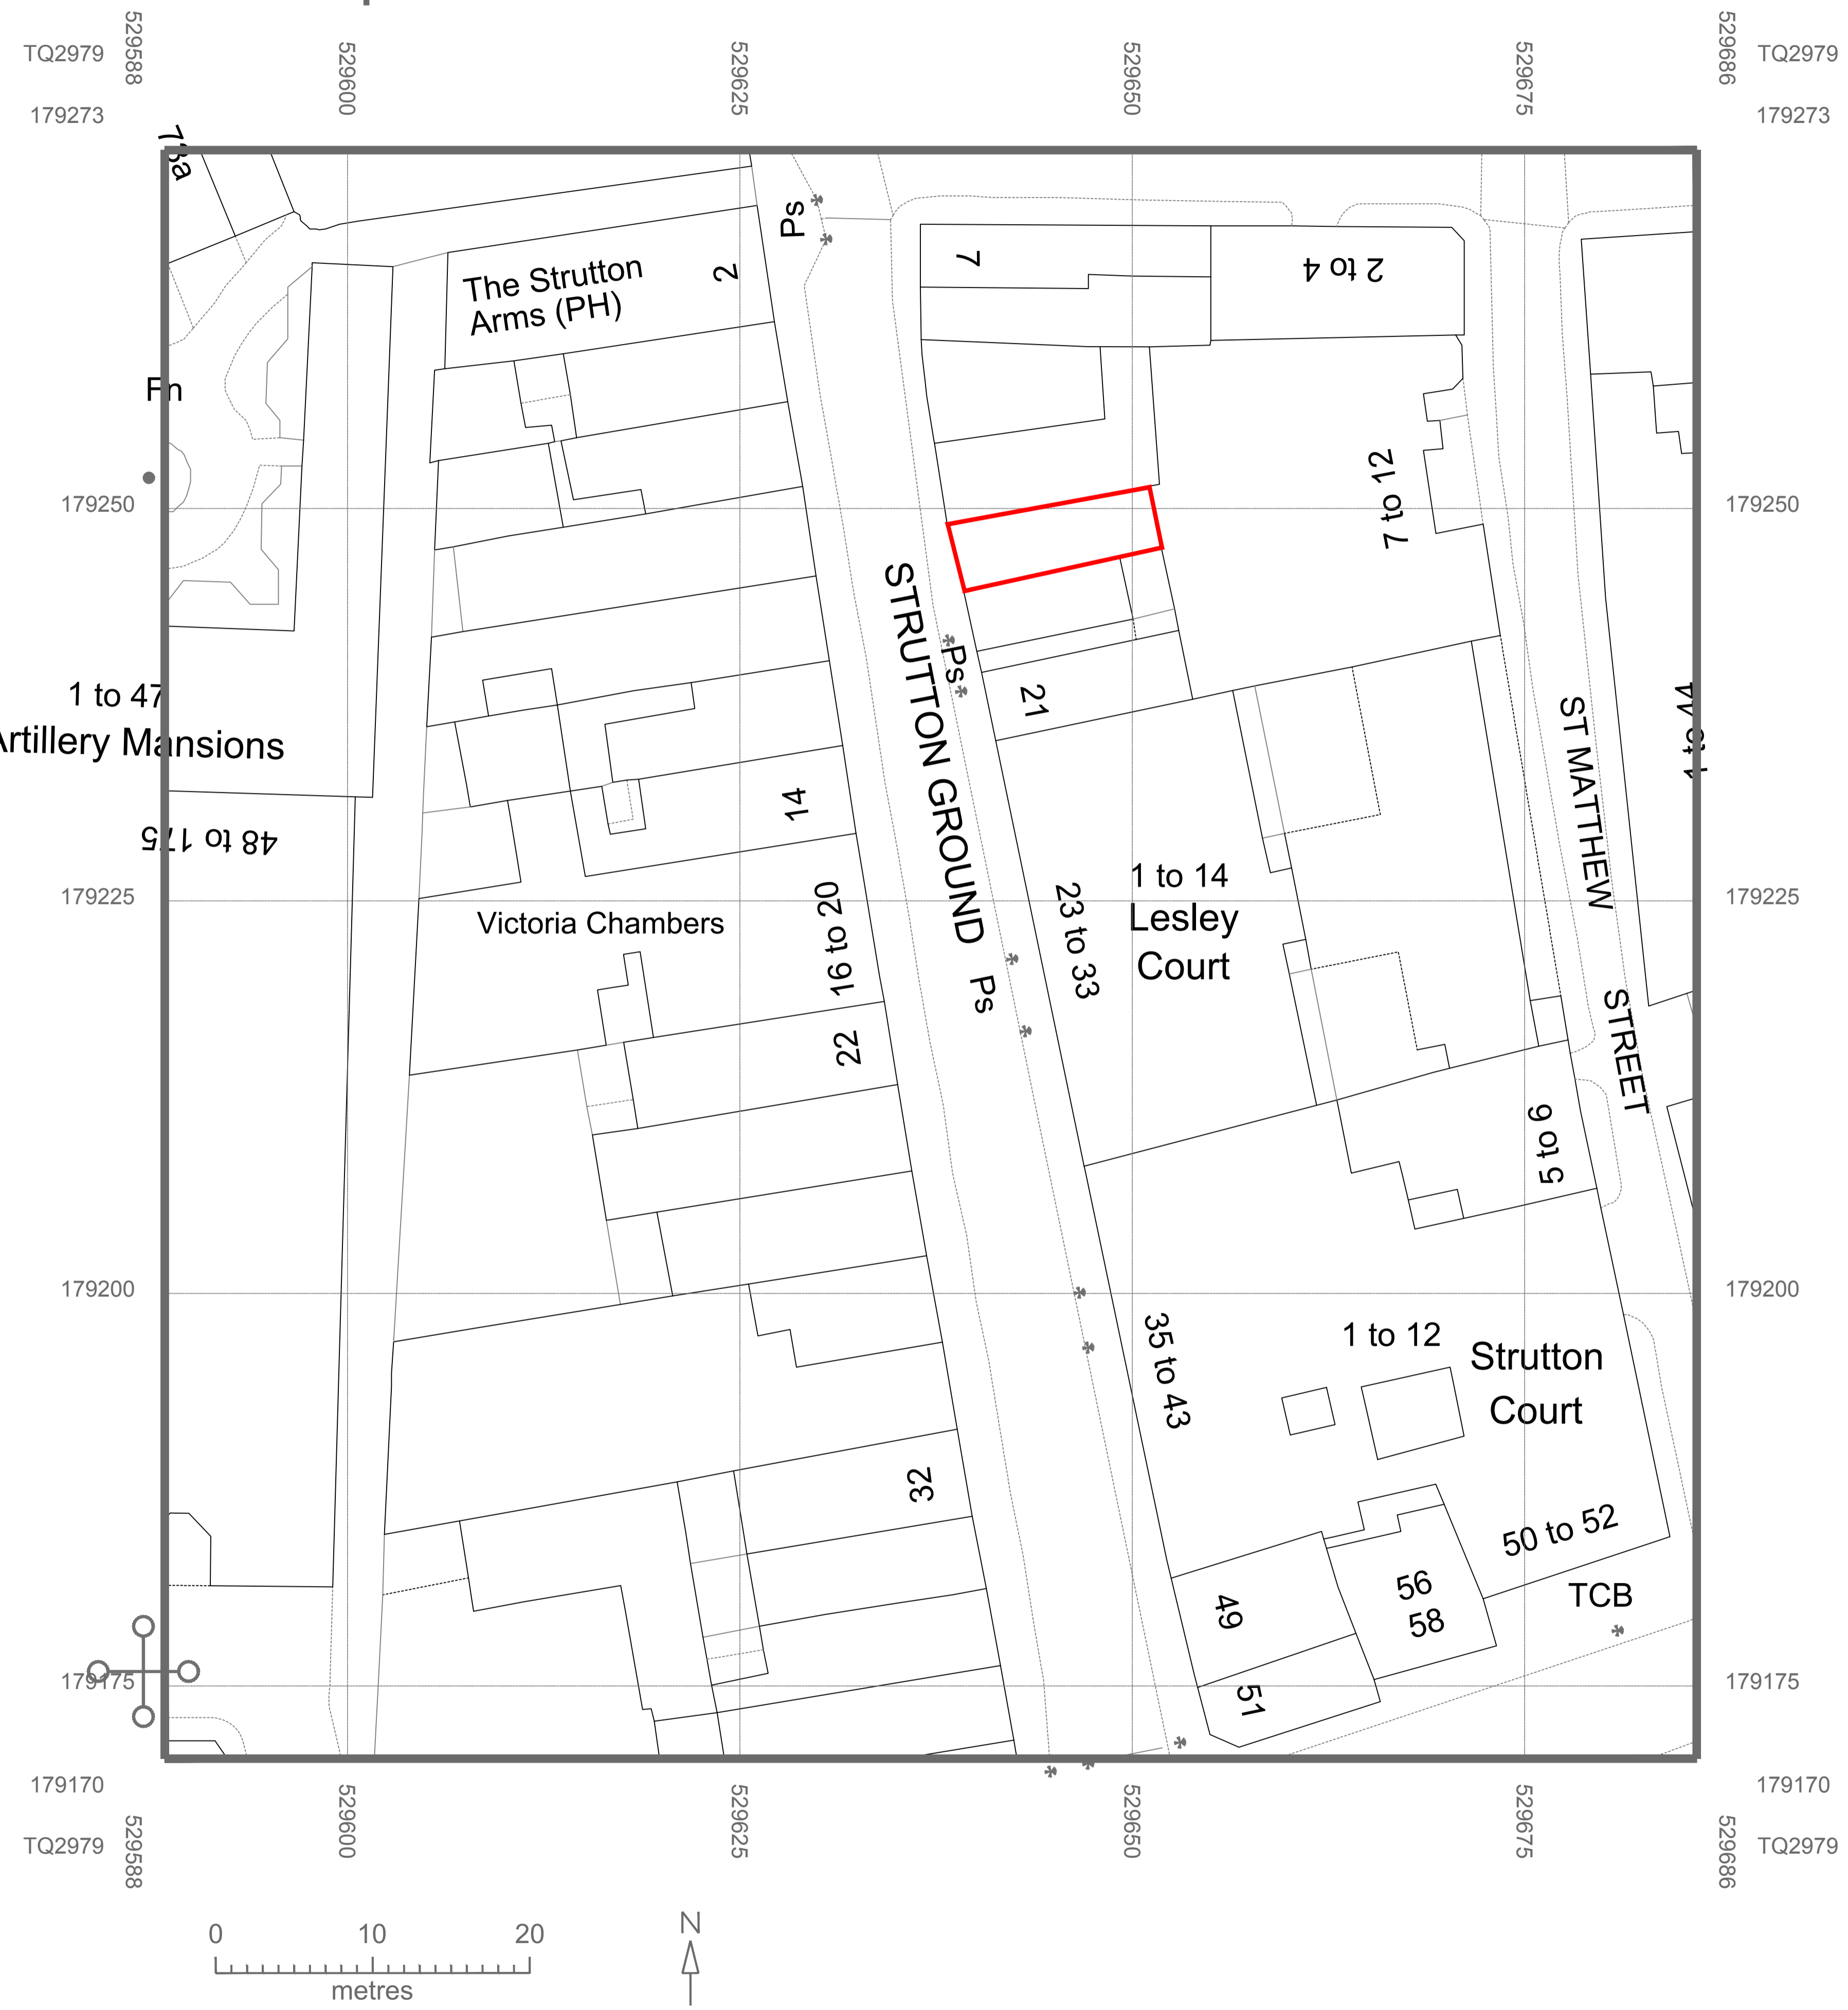 529588
529600
529625
529650
529675
529686
TQ2979
TQ2979
179273
179273
78a
Ps
The Strutton
Arms (PH)
2
7
2 to 4
Fn
7 to 12
179250
179250
STRUTTON GROUND
Ps
21
1 to 47
Artillery Mansions
ST MATTHEW
STREET
1 to 44
14
48 to 175
1 to 14
Lesley
Court
179225
179225
Victoria Chambers
16 to 20
23 to 33
Ps
22
5 to 6
179200
179200
35 to 43
1 to 12
Strutton
Court
32
50 to 52
49
56
58
TCB
179175
179175
51
179170
179170
529588
529600
529625
529650
529675
529686
TQ2979
TQ2979
0 10 20
metres
N